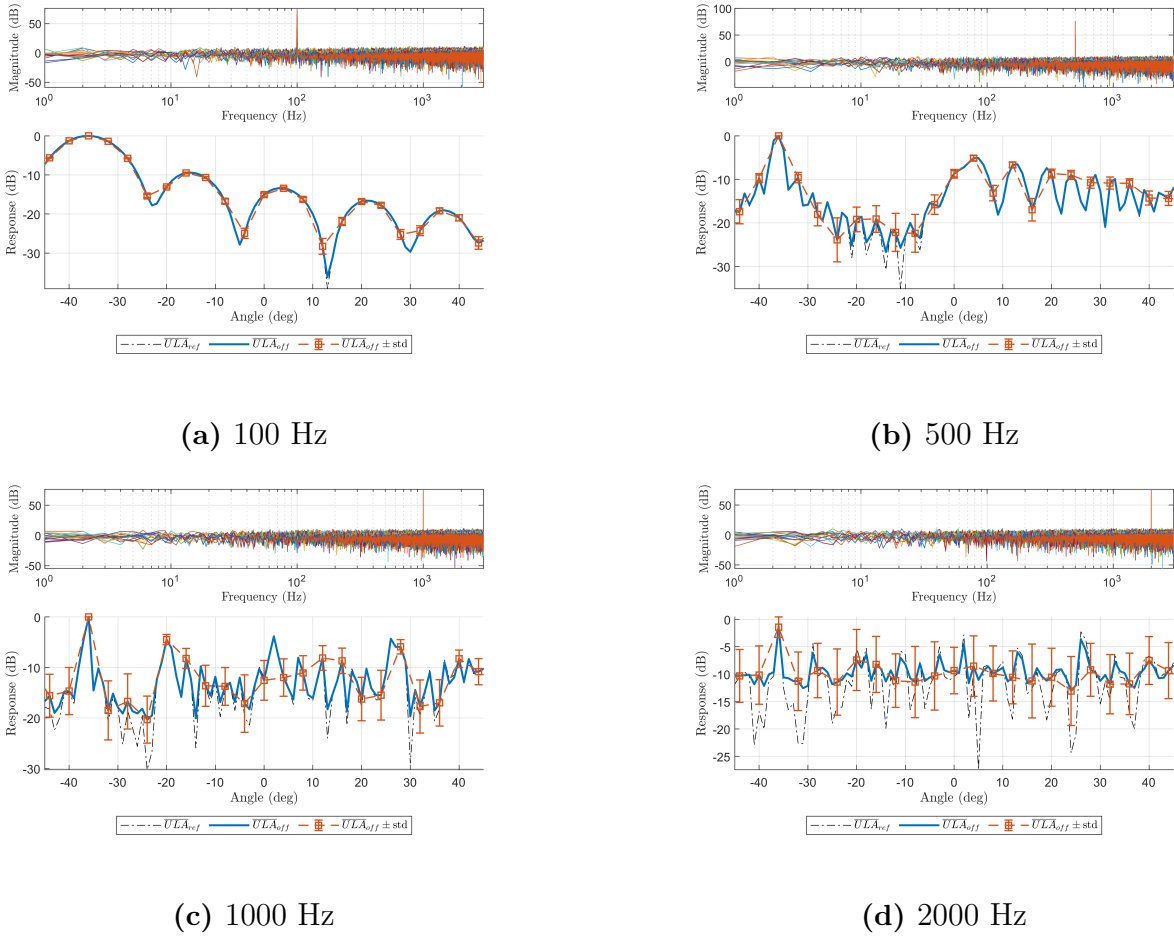 50
0
-50
Magnitude (dB)
10^0
10^1
10^2
10^3
Frequency (Hz)
0
-10
-20
-30
Response (dB)
-40
-30
-20
-10
0
10
20
30
40
Angle (deg)
ULA_ref
ULA_off
ULA_off ± std
(a) 100 Hz
100
50
0
-50
Magnitude (dB)
10^0
10^1
10^2
10^3
Frequency (Hz)
0
-10
-20
-30
Response (dB)
-40
-30
-20
-10
0
10
20
30
40
Angle (deg)
ULA_ref
ULA_off
ULA_off ± std
(b) 500 Hz
50
0
-50
Magnitude (dB)
10^0
10^1
10^2
10^3
Frequency (Hz)
0
-10
-20
-30
Response (dB)
-40
-30
-20
-10
0
10
20
30
40
Angle (deg)
ULA_ref
ULA_off
ULA_off ± std
(c) 1000 Hz
50
0
-50
Magnitude (dB)
10^0
10^1
10^2
10^3
Frequency (Hz)
0
-5
-10
-15
-20
-25
Response (dB)
-40
-30
-20
-10
0
10
20
30
40
Angle (deg)
ULA_ref
ULA_off
ULA_off ± std
(d) 2000 Hz